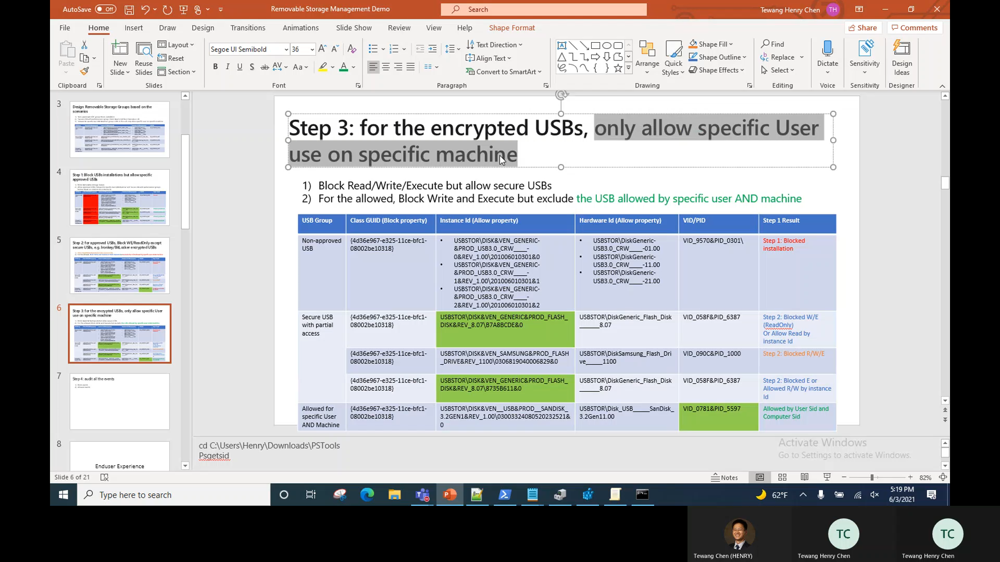 AutoSave Off
Removable Storage Management Demo
Search
Tewang Henry Chen TH
File Home Insert Draw Design Transitions Animations Slide Show Review View Help Shape Format
Share Comments
Paste
Clipboard
New Slide
Reuse Slides
Layout
Reset
Section
Slides
Segoe UI Semibold 36
Font
Text Direction
Align Text
Convert to SmartArt
Paragraph
Arrange
Quick Styles
Shape Fill
Shape Outline
Shape Effects
Drawing
Find
Replace
Select
Editing
Dictate
Voice
Sensitivity
Sensitivity
Design Ideas
Designer
3
Design Removable Storage Groups based on the
scenarios
4
Step 1: Block USBs installations but allow specific
approved USBs
5
Step 2: for approved USBs, Block WE/ReadOnly except
secure USBs, e.g. Ironkey/BitLocker encrypted USBs
6
Step 3: for the encrypted USBs, only allow specific User
use on specific machine
7
Step 4: audit all the events
8
Enduser Experience
Step 3: for the encrypted USBs, only allow specific User
use on specific machine
1) Block Read/Write/Execute but allow secure USBs
2) For the allowed, Block Write and Execute but exclude the USB allowed by specific user AND machine
USB Group Class GUID (Block property) Instance Id (Allow property) Hardware Id (Allow property) VID/PID Step 1 Result
Non-approved
USB
{4d36e967-e325-11ce-bfc1-
08002be10318}
• USBSTOR\DISK&VEN_GENERIC-
&PROD_USB3.0_CRW____-
0&REV_1.00\201006010301&0
• USBSTOR\DISK&VEN_GENERIC-
&PROD_USB3.0_CRW____-
1&REV_1.00\201006010301&1
• USBSTOR\DISK&VEN_GENERIC-
&PROD_USB3.0_CRW____-
2&REV_1.00\201006010301&2
• USBSTOR\DiskGeneric-
USB3.0_CRW____-01.00
• USBSTOR\DiskGeneric-
USB3.0_CRW____-11.00
• USBSTOR\DiskGeneric-
USB3.0_CRW____-21.00
VID_9570&PID_0301\
Step 1: Blocked
installation
Secure USB
with partial
access
{4d36e967-e325-11ce-bfc1-
08002be10318}
USBSTOR\DISK&VEN_GENERIC&PROD_FLASH_
DISK&REV_8.07\B7A8BCDE&0
USBSTOR\DiskGeneric_Flash_Disk
______8.07
VID_058F&PID_6387
Step 2: Blocked W/E
(ReadOnly)
Or Allow Read by
instance Id
{4d36e967-e325-11ce-bfc1-
08002be10318}
USBSTOR\DISK&VEN_SAMSUNG&PROD_FLASH
_DRIVE&REV_1100\0306819040006829&0
USBSTOR\DiskSamsung_Flash_Dri
ve_____1100
VID_090C&PID_1000
Step 2: Blocked R/W/E
{4d36e967-e325-11ce-bfc1-
08002be10318}
USBSTOR\DISK&VEN_GENERIC&PROD_FLASH_
DISK&REV_8.07\8735B611&0
USBSTOR\DiskGeneric_Flash_Disk
______8.07
VID_058F&PID_6387
Step 2: Blocked E or
Allowed R/W by instance
Id
Allowed for
specific User
AND Machine
{4d36e967-e325-11ce-bfc1-
08002be10318}
USBSTOR\DISK&VEN__USB&PROD__SANDISK_
3.2GEN1&REV_1.00\03003324080520232521&
0
USBSTOR\Disk_USB_____SanDisk_
3.2Gen11.00
VID_0781&PID_5597
Allowed by User Sid and
Computer Sid
cd C:\Users\Henry\Downloads\PSTools
Psgetsid
Activate Windows
Go to Settings to activate Windows.
Slide 6 of 21
Notes
82%
Type here to search
62°F
5:19 PM
6/3/2021
TC
TC
Tewang Chen (HENRY)
Tewang Henry Chen
Tewang Henry Chen